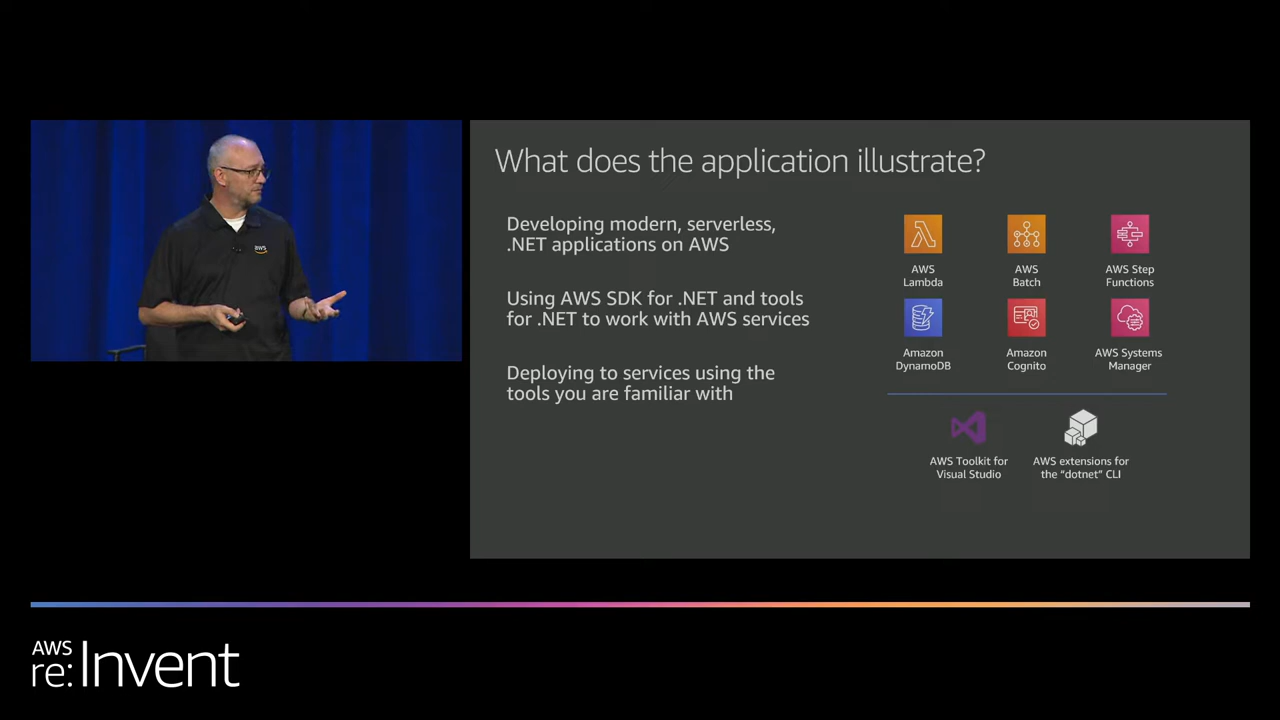 What does the application illustrate?
Developing modern, serverless,
.NET applications on AWS
Using AWS SDK for .NET and tools
for .NET to work with AWS services
Deploying to services using the
tools you are familiar with
AWS
Lambda
AWS
Batch
AWS Step
Functions
Amazon
DynamoDB
Amazon
Cognito
AWS Systems
Manager
AWS Toolkit for
Visual Studio
AWS extensions for
the “dotnet” CLI
aws
AWS
re:Invent